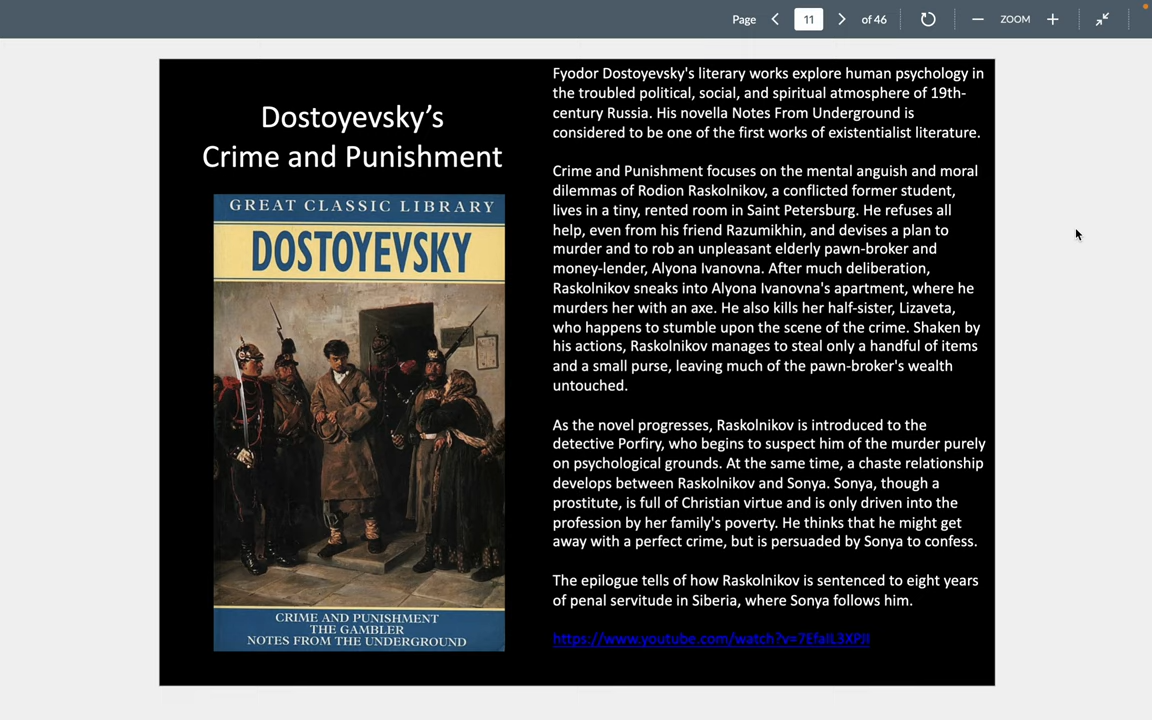 Page 11 of 46 ZOOM
Dostoyevsky's
Crime and Punishment
GREAT CLASSIC LIBRARY
DOSTOYEVSKY
CRIME AND PUNISHMENT
THE GAMBLER
NOTES FROM THE UNDERGROUND
Fyodor Dostoyevsky's literary works explore human psychology in
the troubled political, social, and spiritual atmosphere of 19th-
century Russia. His novella Notes From Underground is
considered to be one of the first works of existentialist literature.
Crime and Punishment focuses on the mental anguish and moral
dilemmas of Rodion Raskolnikov, a conflicted former student,
lives in a tiny, rented room in Saint Petersburg. He refuses all
help, even from his friend Razumikhin, and devises a plan to
murder and to rob an unpleasant elderly pawn-broker and
money-lender, Alyona Ivanovna. After much deliberation,
Raskolnikov sneaks into Alyona Ivanovna's apartment, where he
murders her with an axe. He also kills her half-sister, Lizaveta,
who happens to stumble upon the scene of the crime. Shaken by
his actions, Raskolnikov manages to steal only a handful of items
and a small purse, leaving much of the pawn-broker's wealth
untouched.
As the novel progresses, Raskolnikov is introduced to the
detective Porfiry, who begins to suspect him of the murder purely
on psychological grounds. At the same time, a chaste relationship
develops between Raskolnikov and Sonya. Sonya, though a
prostitute, is full of Christian virtue and is only driven into the
profession by her family's poverty. He thinks that he might get
away with a perfect crime, but is persuaded by Sonya to confess.
The epilogue tells of how Raskolnikov is sentenced to eight years
of penal servitude in Siberia, where Sonya follows him.